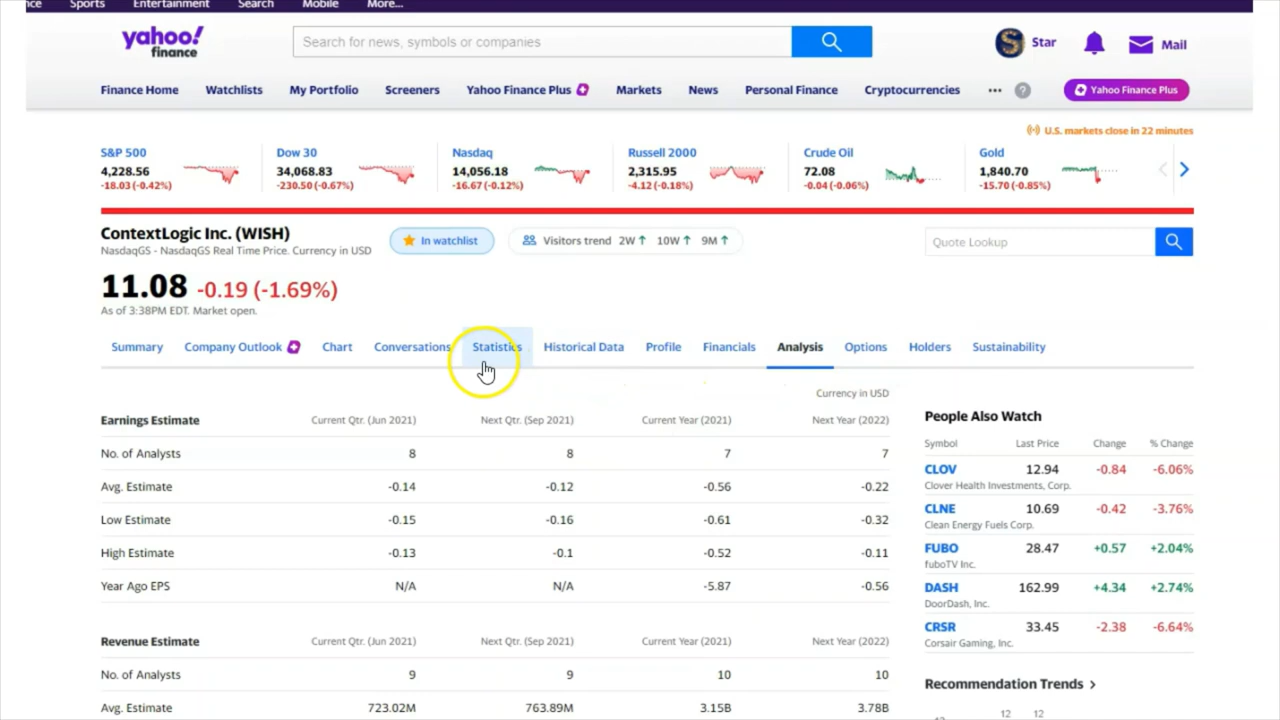 nce Sports Entertainment Search Mobile More...
yahoo! finance
Search for news, symbols or companies
S Star Mail
Finance Home Watchlists My Portfolio Screeners Yahoo Finance Plus Markets News Personal Finance Cryptocurrencies ... ? Yahoo Finance Plus
U.S. markets close in 22 minutes
S&P 500 Dow 30 Nasdaq Russell 2000 Crude Oil Gold
4,228.56 34,068.83 14,056.18 2,315.95 72.08 1,840.70
-18.03 (-0.42%) -230.50 (-0.67%) -16.67 (-0.12%) -4.12 (-0.18%) -0.04 (-0.06%) -15.70 (-0.85%)
ContextLogic Inc. (WISH)
NasdaqGS - NasdaqGS Real Time Price. Currency in USD
In watchlist
Visitors trend 2W↑ 10W↑ 9M↑
Quote Lookup
11.08 -0.19 (-1.69%)
As of 3:38PM EDT. Market open.
Summary Company Outlook Chart Conversations Statistics Historical Data Profile Financials Analysis Options Holders Sustainability
Currency in USD
Earnings Estimate Current Qtr. (Jun 2021) Next Qtr. (Sep 2021) Current Year (2021) Next Year (2022)
No. of Analysts 8 8 7 7
Avg. Estimate -0.14 -0.12 -0.56 -0.22
Low Estimate -0.15 -0.16 -0.61 -0.32
High Estimate -0.13 -0.1 -0.52 -0.11
Year Ago EPS N/A N/A -5.87 -0.56
Revenue Estimate Current Qtr. (Jun 2021) Next Qtr. (Sep 2021) Current Year (2021) Next Year (2022)
No. of Analysts 9 9 10 10
Avg. Estimate 723.02M 763.89M 3.15B 3.78B
People Also Watch
Symbol Last Price Change % Change
CLOV 12.94 -0.84 -6.06%
Clover Health Investments, Corp.
CLNE 10.69 -0.42 -3.76%
Clean Energy Fuels Corp.
FUBO 28.47 +0.57 +2.04%
fuboTV Inc.
DASH 162.99 +4.34 +2.74%
DoorDash, Inc.
CRSR 33.45 -2.38 -6.64%
Corsair Gaming, Inc.
Recommendation Trends >
12 12 12